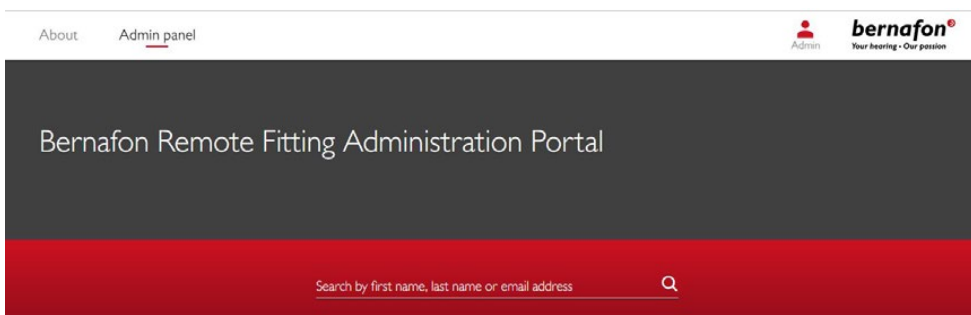 About Admin panel
Admin
bernafon®
Your hearing • Our passion
Bernafon Remote Fitting Administration Portal
Search by first name, last name or email address